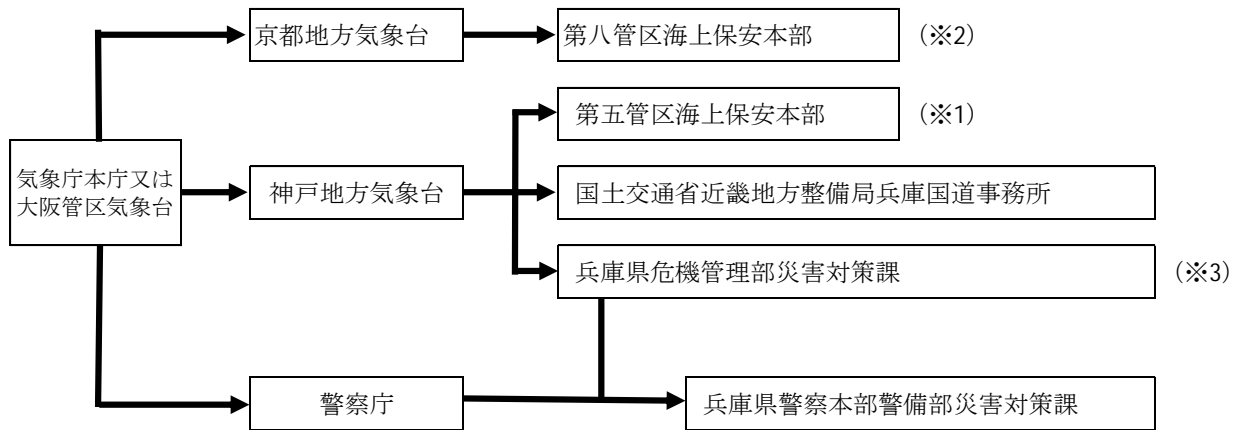 京都地方気象台
第八管区海上保安本部
(※2)
第五管区海上保安本部
(※1)
気象庁本庁又は
大阪管区気象台
神戸地方気象台
国土交通省近畿地方整備局兵庫国道事務所
兵庫県危機管理部災害対策課
(※3)
警察庁
兵庫県警察本部警備部災害対策課